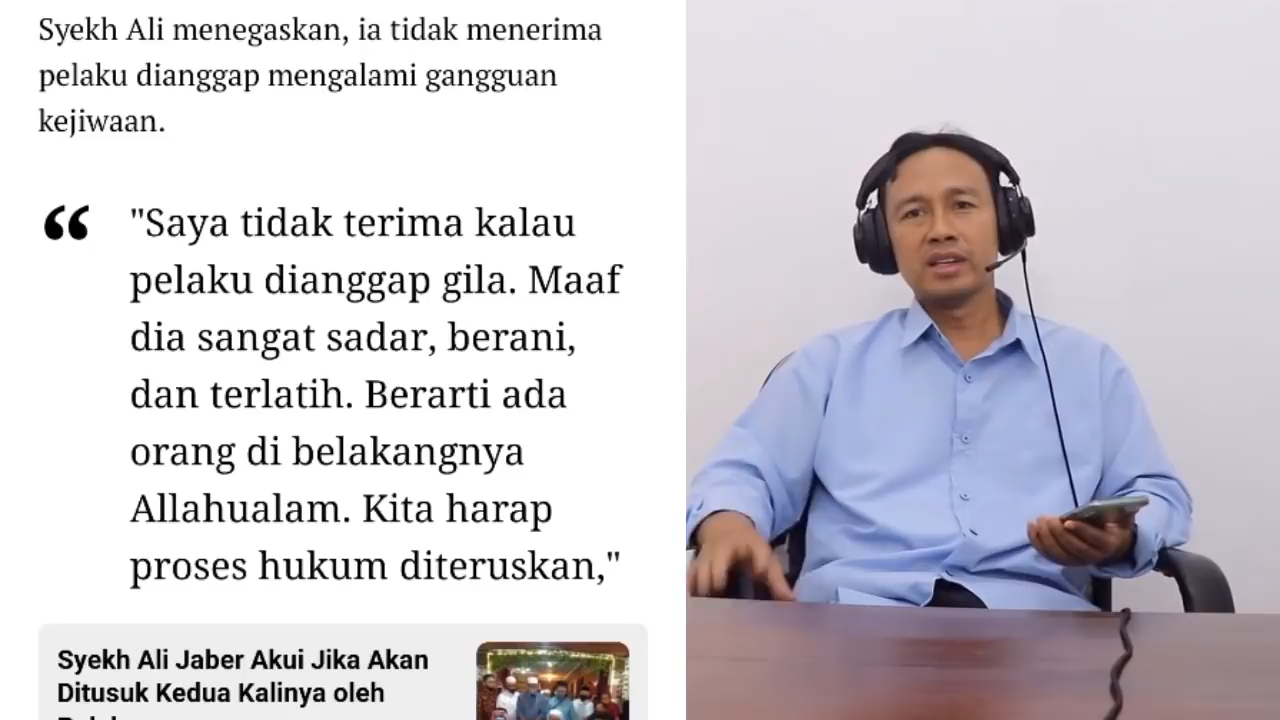 Syekh Ali menegaskan, ia tidak menerima
pelaku dianggap mengalami gangguan
kejiwaan.
“ "Saya tidak terima kalau
pelaku dianggap gila. Maaf
dia sangat sadar, berani,
dan terlatih. Berarti ada
orang di belakangnya
Allahualam. Kita harap
proses hukum diteruskan,"
Syekh Ali Jaber Akui Jika Akan
Ditusuk Kedua Kalinya oleh